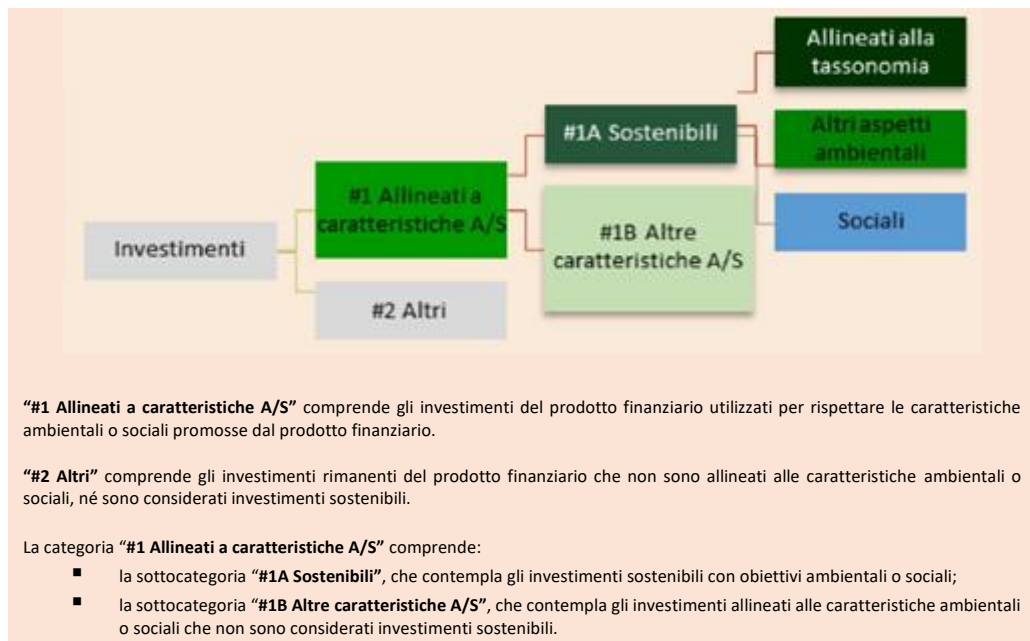 Allineati alla
tassonomia
#1A Sostenibili
Altri aspetti
ambientali
#1 Allineati a
caratteristiche A/S
Sociali
Investimenti
#1B Altre
caratteristiche A/S
#2 Altri
“#1 Allineati a caratteristiche A/S” comprende gli investimenti del prodotto finanziario utilizzati per rispettare le caratteristiche
ambientali o sociali promosse dal prodotto finanziario.
“#2 Altri” comprende gli investimenti rimanenti del prodotto finanziario che non sono allineati alle caratteristiche ambientali o
sociali, né sono considerati investimenti sostenibili.
La categoria “#1 Allineati a caratteristiche A/S” comprende:
▪ la sottocategoria “#1A Sostenibili”, che contempla gli investimenti sostenibili con obiettivi ambientali o sociali;
▪ la sottocategoria “#1B Altre caratteristiche A/S”, che contempla gli investimenti allineati alle caratteristiche ambientali
o sociali che non sono considerati investimenti sostenibili.